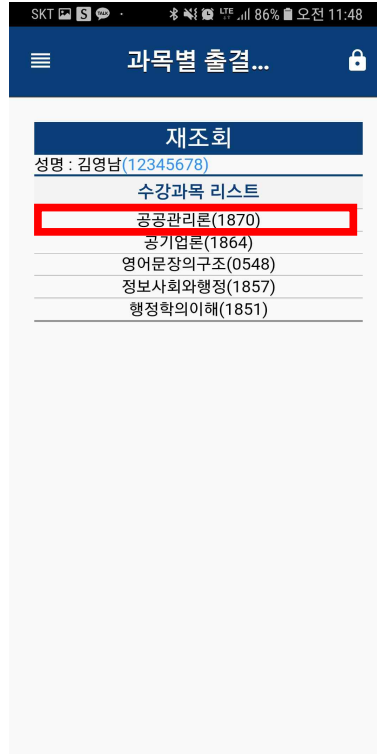 SKT S TALK · LTE 86% 오전 11:48
과목별 출결...
재조회
성명 : 김영남(12345678)
수강과목 리스트
공공관리론(1870)
공기업론(1864)
영어문장의구조(0548)
정보사회와행정(1857)
행정학의이해(1851)